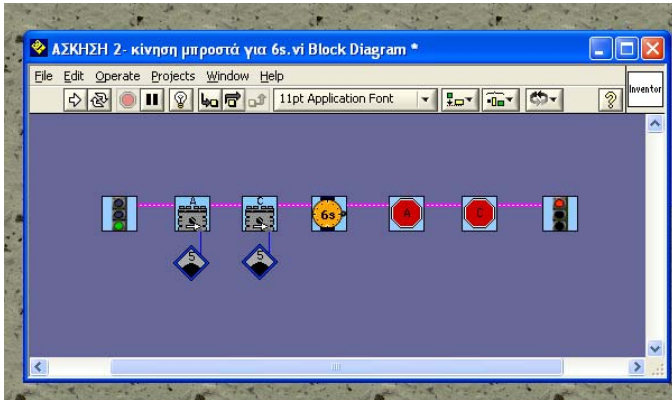 ΑΣΚΗΣΗ 2- κίνηση μπροστά για 6s.vi Block Diagram *
File Edit Operate Projects Window Help
11pt Application Font
Inventor
A C 6s A C
5 5